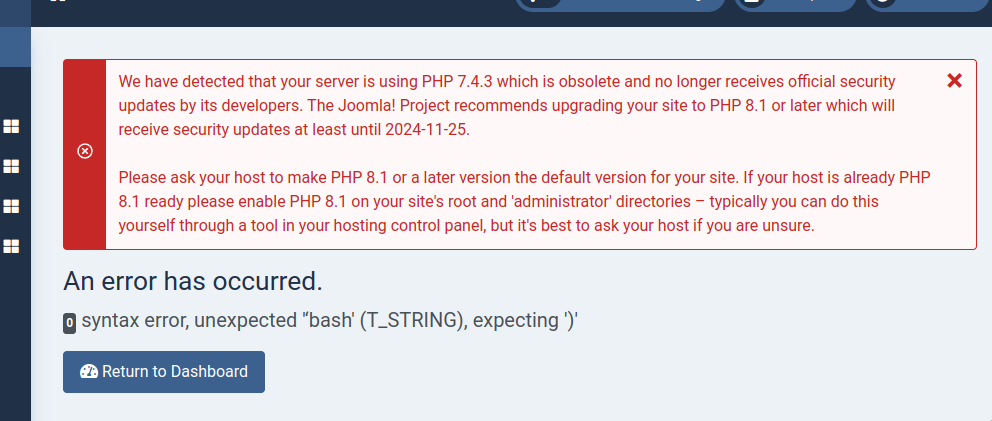 We have detected that your server is using PHP 7.4.3 which is obsolete and no longer receives official security
updates by its developers. The Joomla! Project recommends upgrading your site to PHP 8.1 or later which will
receive security updates at least until 2024-11-25.
Please ask your host to make PHP 8.1 or a later version the default version for your site. If your host is already PHP
8.1 ready please enable PHP 8.1 on your site's root and 'administrator' directories – typically you can do this
yourself through a tool in your hosting control panel, but it's best to ask your host if you are unsure.
An error has occurred.
0 syntax error, unexpected “bash' (T_STRING), expecting ')'
Return to Dashboard